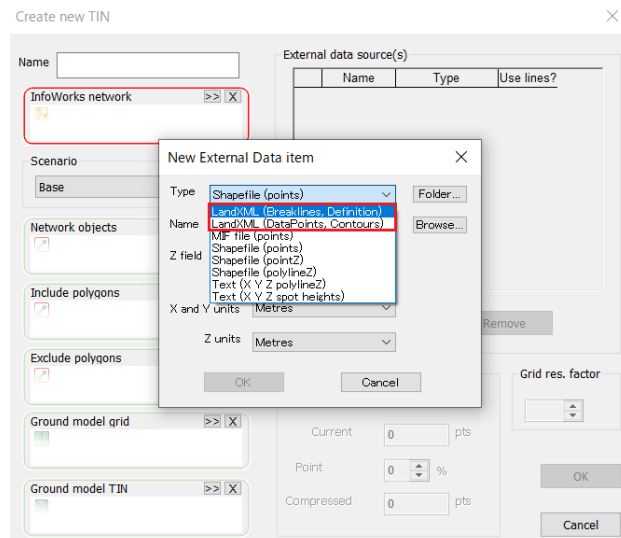 Create new TIN
Name
External data source(s)
Name Type Use lines?
InfoWorks network >> X
Scenario
Base
Network objects
Include polygons
Exclude polygons
Ground model grid >> X
Ground model TIN >> X
New External Data item
Type Shapefile (points) Folder...
LandXML (Breaklines, Definition)
LandXML (DataPoints, Contours)
MIF file (points)
Shapefile (points)
Shapefile (pointZ)
Shapefile (polylineZ)
Text (X Y Z polylineZ)
Text (X Y Z spot heights)
Name Browse...
Z field
X and Y units Metres
Z units Metres
OK Cancel
Remove
Grid res. factor
Current 0 pts
Point 0 %
Compressed 0 pts
OK
Cancel